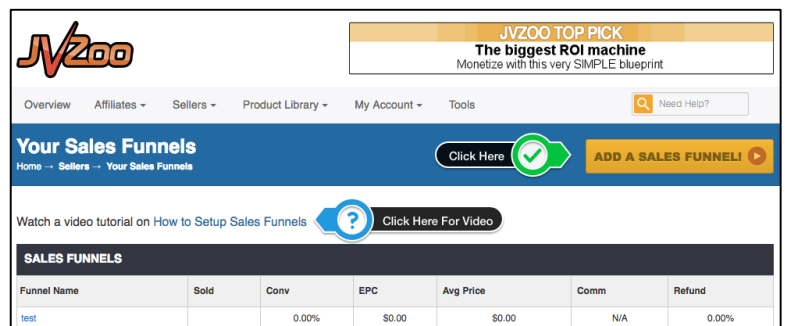 JVZOO
JVZOO TOP PICK
The biggest ROI machine
Monetize with this very SIMPLE blueprint
Overview Affiliates Sellers Product Library My Account Tools Need Help?
Your Sales Funnels
Home → Sellers → Your Sales Funnels
Click Here
ADD A SALES FUNNEL!
Watch a video tutorial on How to Setup Sales Funnels ? Click Here For Video
SALES FUNNELS
Funnel Name Sold Conv EPC Avg Price Comm Refund
test 0.00% $0.00 $0.00 N/A 0.00%